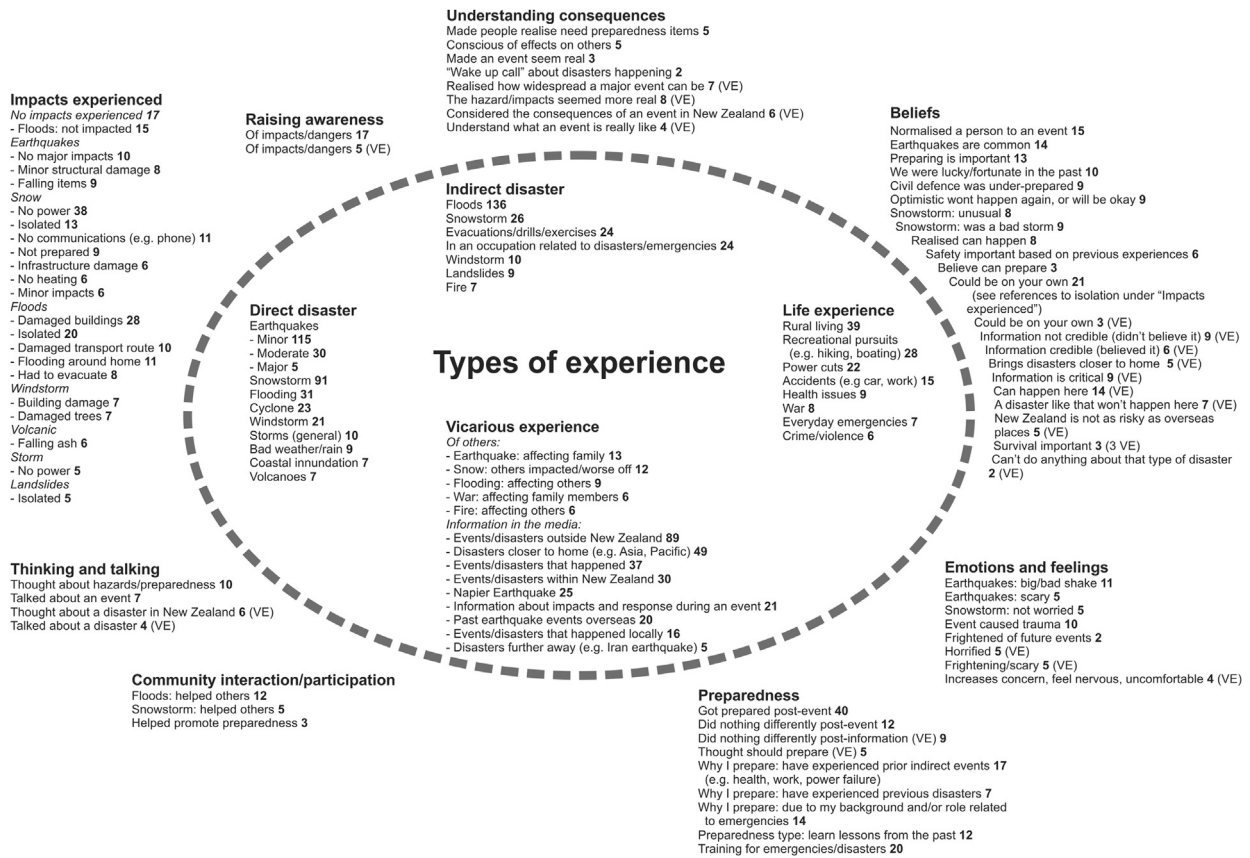 Understanding consequences
Made people realise need preparedness items 5
Conscious of effects on others 5
Made an event seem real 3
“Wake up call” about disasters happening 2
Realised how widespread a major event can be 7 (VE)
The hazard/impacts seemed more real 8 (VE)
Considered the consequences of an event in New Zealand 6 (VE)
Understand what an event is really like 4 (VE)
Impacts experienced
No impacts experienced 17
- Floods: not impacted 15
Earthquakes
- No major impacts 10
- Minor structural damage 8
- Falling items 9
Snow
- No power 38
- Isolated 13
- No communications (e.g. phone) 11
- Not prepared 9
- Infrastructure damage 6
- No heating 6
- Minor impacts 6
Floods
- Damaged buildings 28
- Isolated 20
- Damaged transport route 10
- Flooding around home 11
- Had to evacuate 8
Windstorm
- Building damage 7
- Damaged trees 7
Volcanic
- Falling ash 6
Storm
- No power 5
Landslides
- Isolated 5
Raising awareness
Of impacts/dangers 17
Of impacts/dangers 5 (VE)
Beliefs
Normalised a person to an event 15
Earthquakes are common 14
Preparing is important 13
We were lucky/fortunate in the past 10
Civil defence was under-prepared 9
Optimistic wont happen again, or will be okay 9
Snowstorm: unusual 8
Snowstorm: was a bad storm 9
Realised can happen 8
Safety important based on previous experiences 6
Believe can prepare 3
Could be on your own 21
(see references to isolation under “Impacts
experienced”)
Could be on your own 3 (VE)
Information not credible (didn’t believe it) 9 (VE)
Information credible (believed it) 6 (VE)
Brings disasters closer to home 5 (VE)
Information is critical 9 (VE)
Can happen here 14 (VE)
A disaster like that won’t happen here 7 (VE)
New Zealand is not as risky as overseas
places 5 (VE)
Survival important 3 (3 VE)
Can’t do anything about that type of disaster
2 (VE)
Indirect disaster
Floods 136
Snowstorm 26
Evacuations/drills/exercises 24
In an occupation related to disasters/emergencies 24
Windstorm 10
Landslides 9
Fire 7
Direct disaster
Earthquakes
- Minor 115
- Moderate 30
- Major 5
Snowstorm 91
Flooding 31
Cyclone 23
Windstorm 21
Storms (general) 10
Bad weather/rain 9
Coastal innundation 7
Volcanoes 7
Types of experience
Life experience
Rural living 39
Recreational pursuits
(e.g. hiking, boating) 28
Power cuts 22
Accidents (e.g car, work) 15
Health issues 9
War 8
Everyday emergencies 7
Crime/violence 6
Vicarious experience
Of others:
- Earthquake: affecting family 13
- Snow: others impacted/worse off 12
- Flooding: affecting others 9
- War: affecting family members 6
- Fire: affecting others 6
Information in the media:
- Events/disasters outside New Zealand 89
- Disasters closer to home (e.g. Asia, Pacific) 49
- Events/disasters that happened 37
- Events/disasters within New Zealand 30
- Napier Earthquake 25
- Information about impacts and response during an event 21
- Past earthquake events overseas 20
- Events/disasters that happened locally 16
- Disasters further away (e.g. Iran earthquake) 5
Thinking and talking
Thought about hazards/preparedness 10
Talked about an event 7
Thought about a disaster in New Zealand 6 (VE)
Talked about a disaster 4 (VE)
Emotions and feelings
Earthquakes: big/bad shake 11
Earthquakes: scary 5
Snowstorm: not worried 5
Event caused trauma 10
Frightened of future events 2
Horrified 5 (VE)
Frightening/scary 5 (VE)
Increases concern, feel nervous, uncomfortable 4 (VE)
Community interaction/participation
Floods: helped others 12
Snowstorm: helped others 5
Helped promote preparedness 3
Preparedness
Got prepared post-event 40
Did nothing differently post-event 12
Did nothing differently post-information (VE) 9
Thought should prepare (VE) 5
Why I prepare: have experienced prior indirect events 17
(e.g. health, work, power failure)
Why I prepare: have experienced previous disasters 7
Why I prepare: due to my background and/or role related
to emergencies 14
Preparedness type: learn lessons from the past 12
Training for emergencies/disasters 20